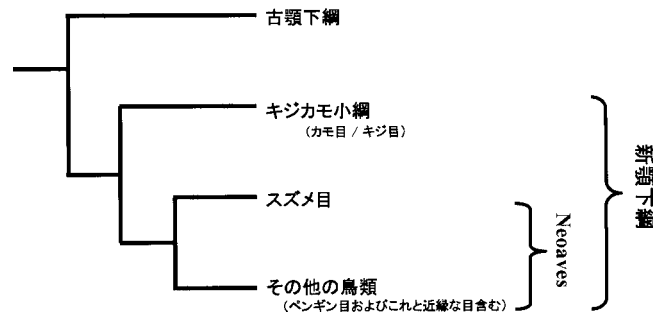 古顎下綱
キジカモ小綱
(カモ目 / キジ目)
スズメ目
その他の鳥類
(ペンギン目およびこれと近縁な目含む)
Neoaves
新顎下綱